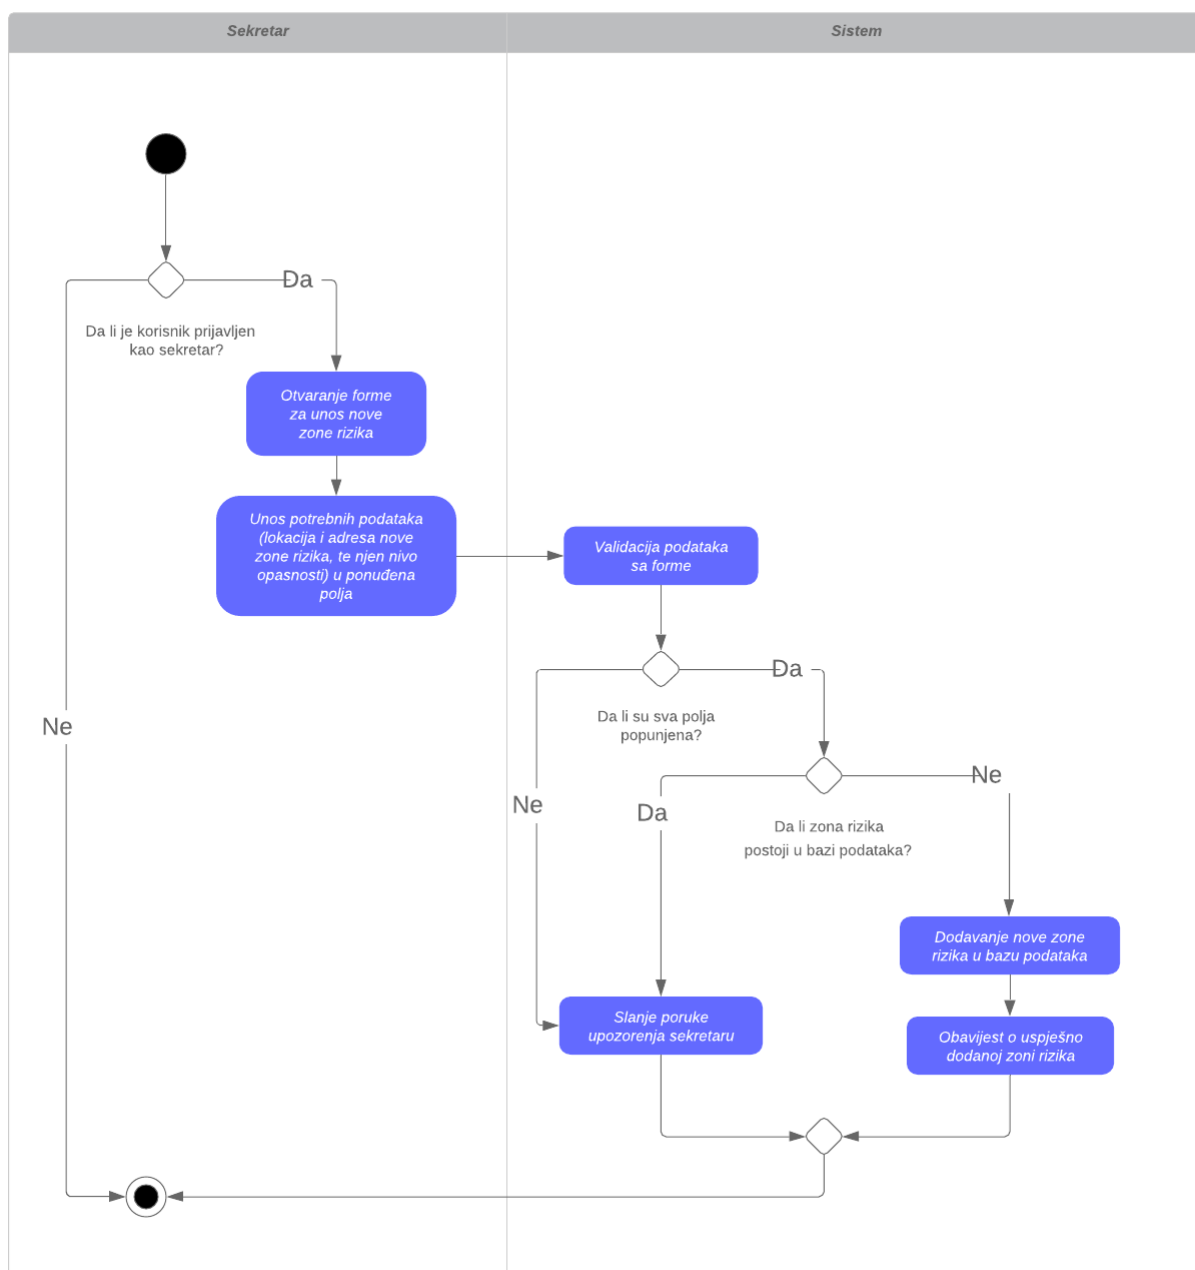 Sekretar
Sistem
Da
Da li je korisnik prijavljen
kao sekretar?
Otvaranje forme
za unos nove
zone rizika
Unos potrebnih podataka
(lokacija i adresa nove
zone rizika, te njen nivo
opasnosti) u ponuđena
polja
Validacija podataka
sa forme
Da
Da li su sva polja
popunjena?
Ne
Ne
Ne
Da
Da li zona rizika
postoji u bazi podataka?
Dodavanje nove zone
rizika u bazu podataka
Slanje poruke
upozorenja sekretaru
Obavijest o uspješno
dodanoj zoni rizika